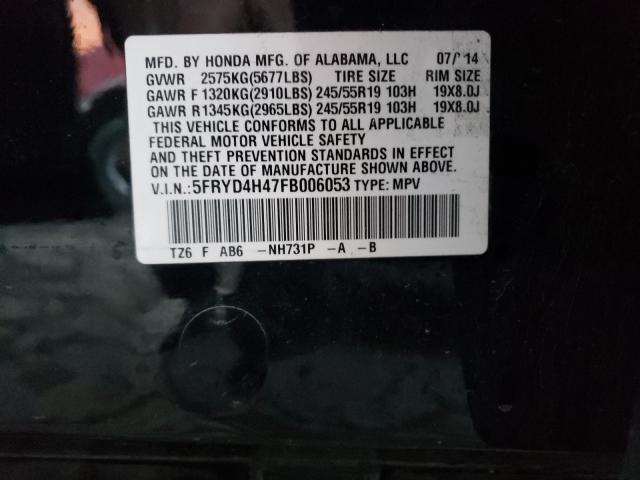 MFD. BY HONDA MFG. OF ALABAMA, LLC 07/14
GVWR 2575KG(5677LBS) TIRE SIZE RIM SIZE
GAWR F 1320KG(2910LBS) 245/55R19 103H 19X8.0J
GAWR R1345KG(2965LBS) 245/55R19 103H 19X8.0J
THIS VEHICLE CONFORMS TO ALL APPLICABLE
FEDERAL MOTOR VEHICLE SAFETY
AND THEFT PREVENTION STANDARDS IN EFFECT
ON THE DATE OF MANUFACTURE SHOWN ABOVE.
V.I.N.:5FRYD4H47FB006053 TYPE: MPV
TZ6 F AB6 -NH731P -A -B